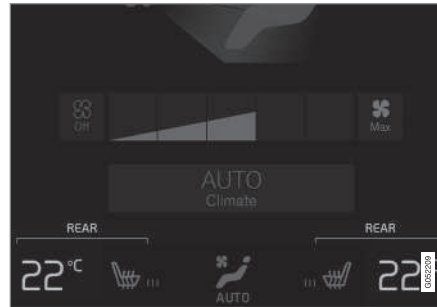 Off
Max
AUTO
Climate
REAR REAR
22°C 22
AUTO
G052209